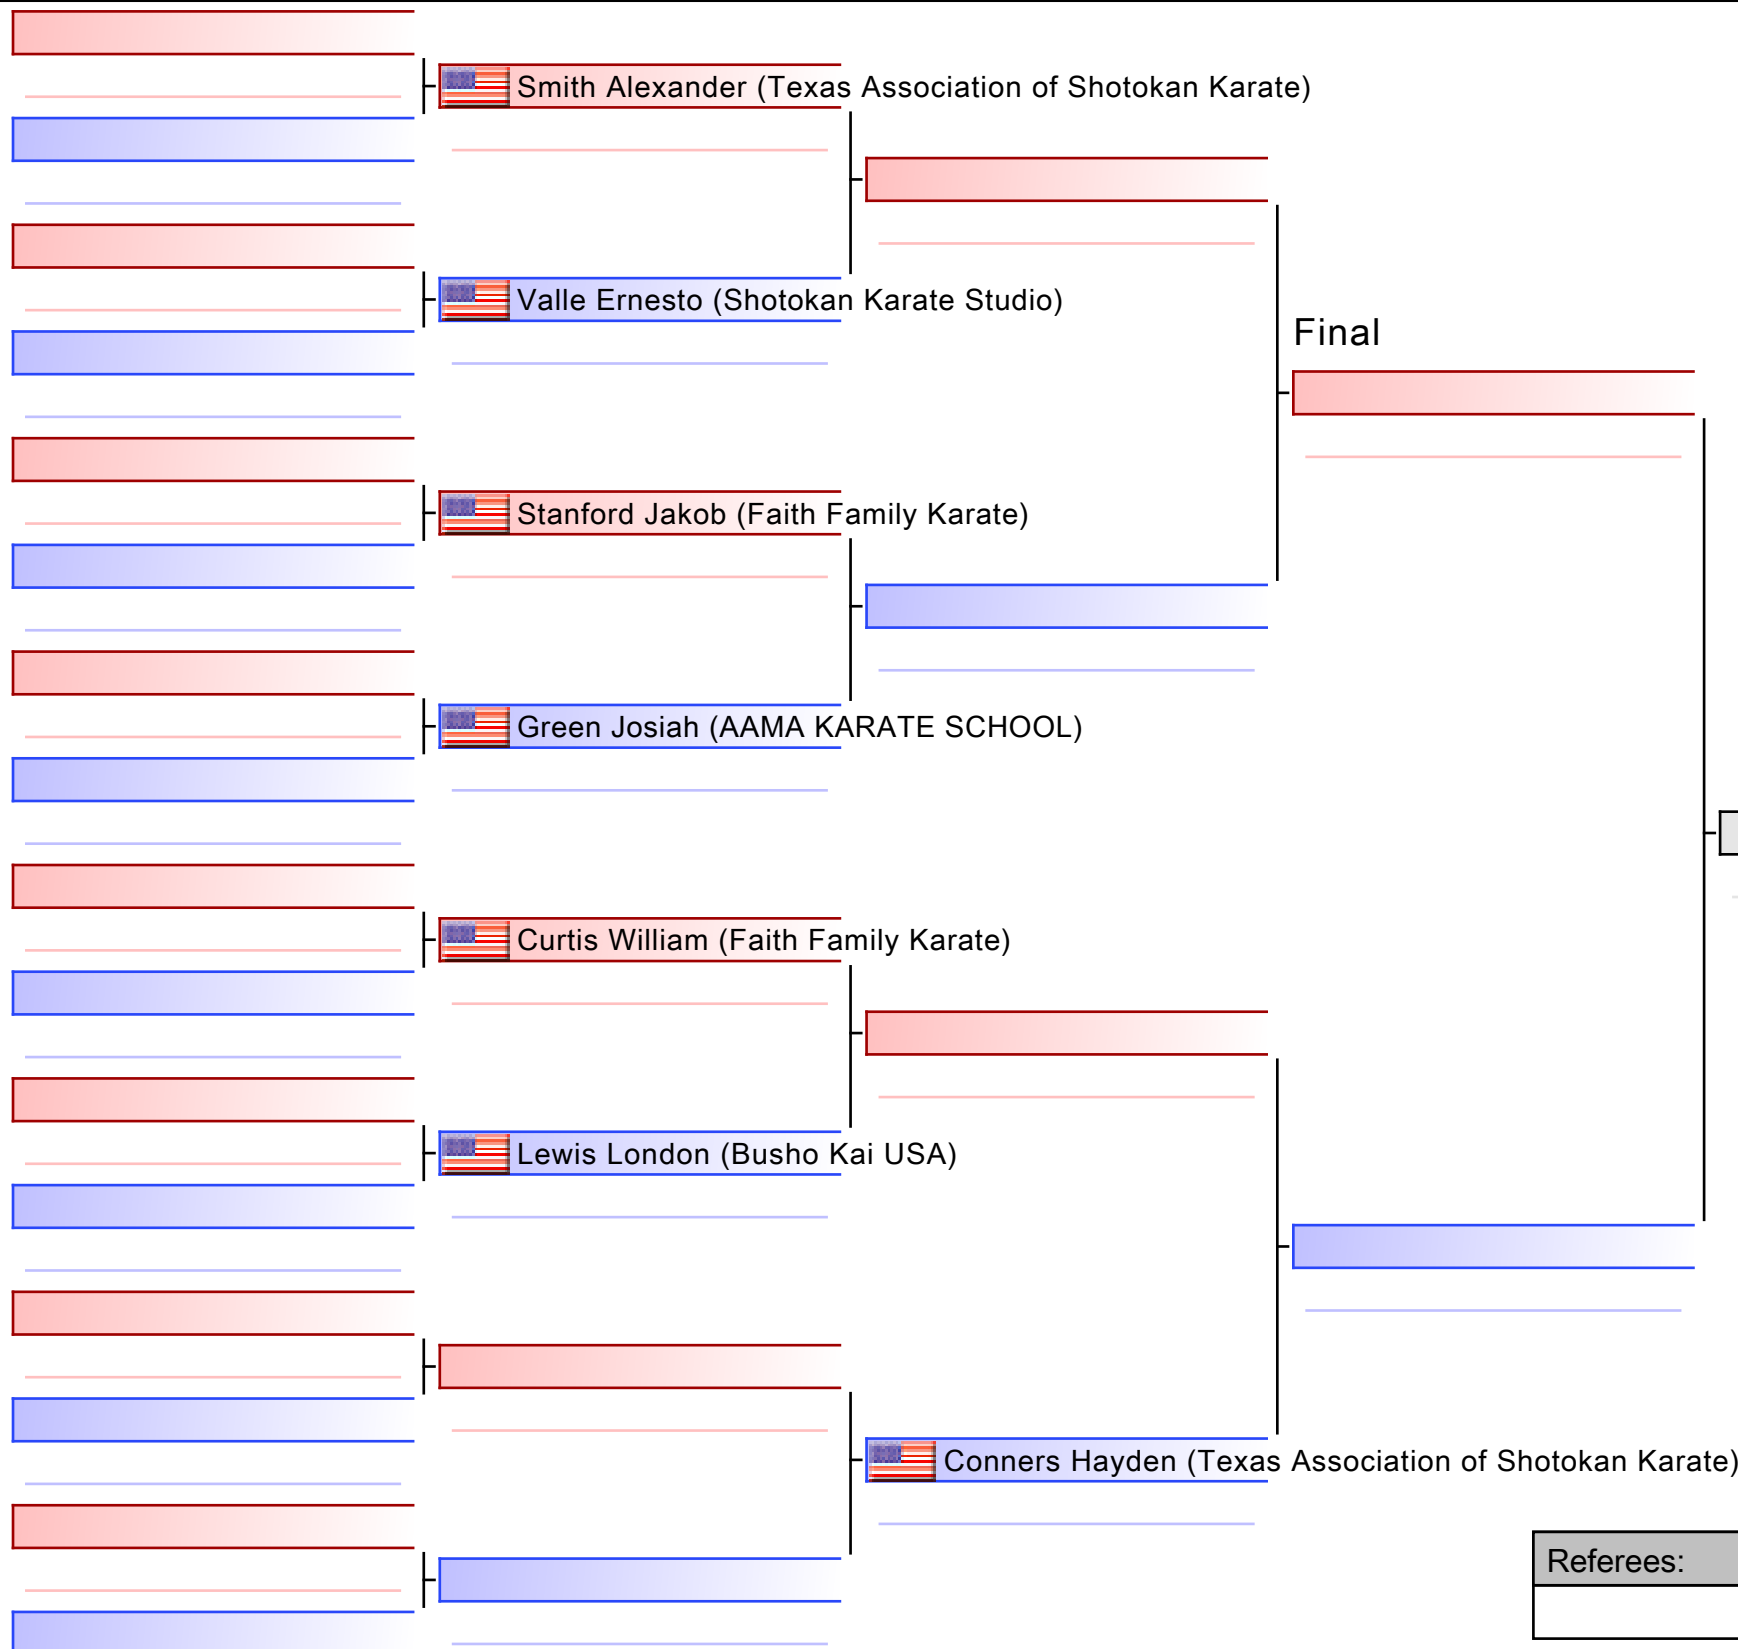 Smith Alexander (Texas Association of Shotokan Karate)
Valle Ernesto (Shotokan Karate Studio)
Final
Stanford Jakob (Faith Family Karate)
Green Josiah (AAMA KARATE SCHOOL)
Curtis William (Faith Family Karate)
Lewis London (Busho Kai USA)
Conners Hayden (Texas Association of Shotokan Karate)
Referees: